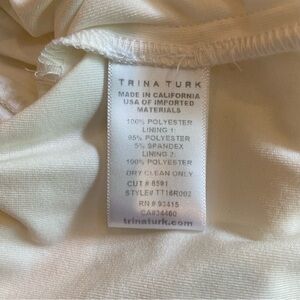 TRINA TURK
MADE IN CALIFORNIA
USA OF IMPORTED
MATERIALS
100% POLYESTER
LINING 1:
95% POLYESTER
5% SPANDEX
LINING 2:
100% POLYESTER
DRY CLEAN ONLY
CUT # 8591
STYLE# TT16R002
RN # 93415
CA#34460
trinaturk.com